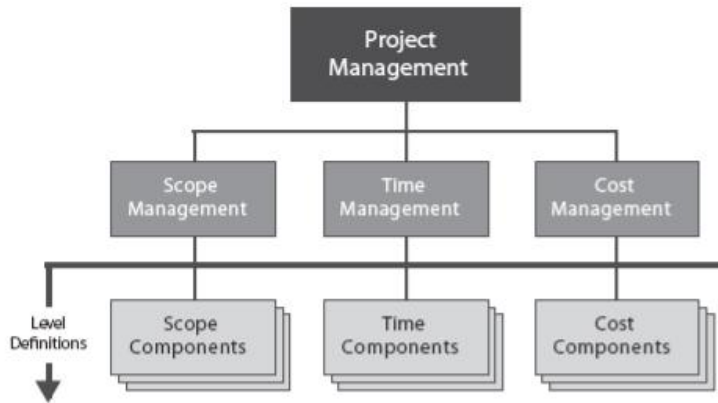 Project
Management
Scope
Management
Time
Management
Cost
Management
Level
Definitions
Scope
Components
Time
Components
Cost
Components